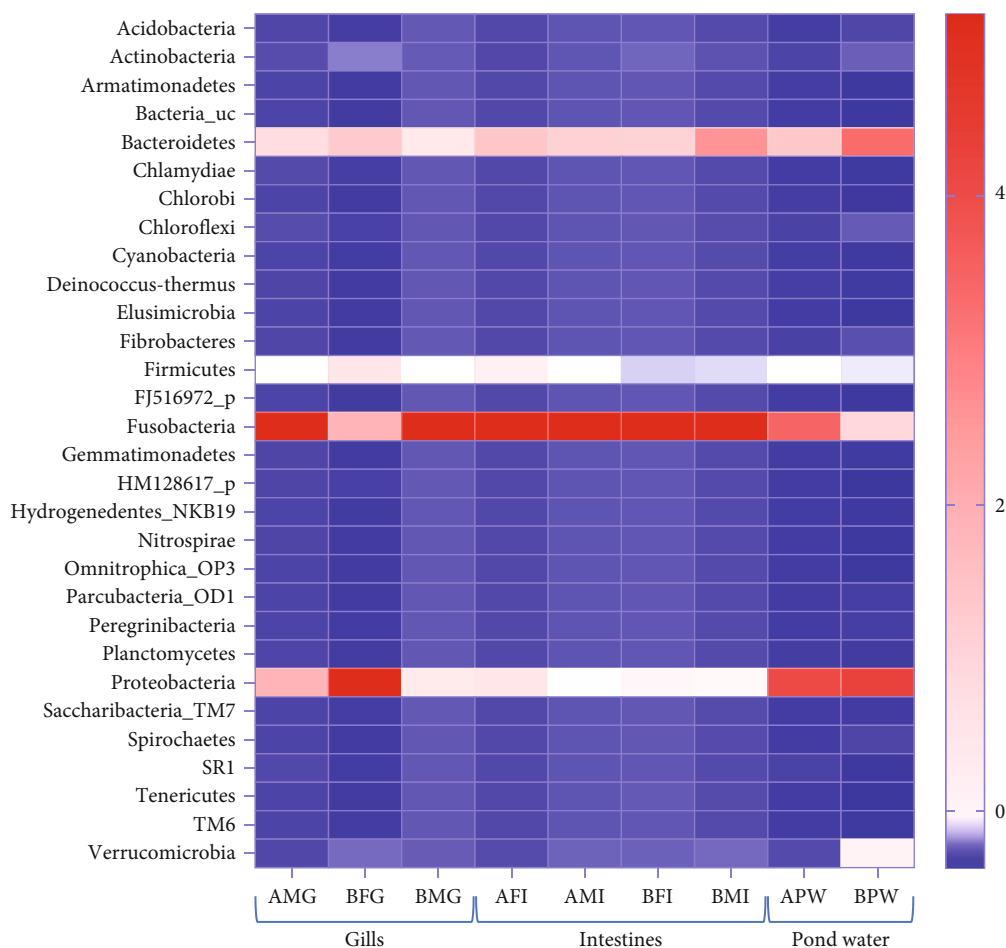 Acidobacteria
Actinobacteria
Armatimonadetes
Bacteria_uc
Bacteroidetes
Chlamydiae
Chlorobi
Chloroflexi
Cyanobacteria
Deinococcus-thermus
Elusimicrobia
Fibrobacteres
Firmicutes
FJ516972_p
Fusobacteria
Gemmatimonadetes
HM128617_p
Hydrogenedentes_NKB19
Nitrospirae
Omnitrophica_OP3
Parcubacteria_OD1
Peregrinibacteria
Planctomycetes
Proteobacteria
Saccharibacteria_TM7
Spirochaetes
SR1
Tenericutes
TM6
Verrucomicrobia
4
2
0
AMG BFG BMG AFI AMI BFI BMI APW BPW
Gills Intestines Pond water